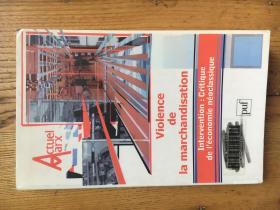 Actuel
Marx
Violence
de
la marchandisation
Intervention : Critique
de l'économie néoclassique
puf